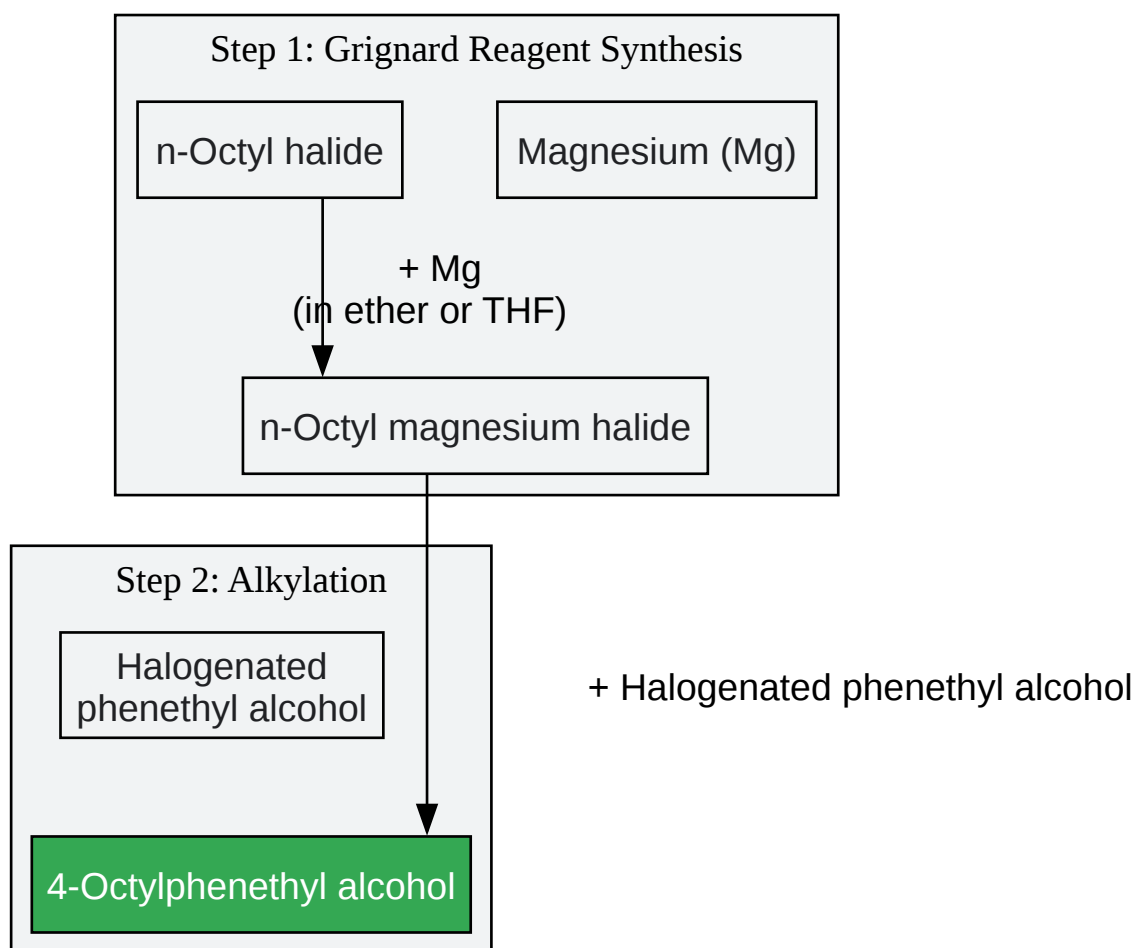 Step 1: Grignard Reagent Synthesis
n-Octyl halide
Magnesium (Mg)
+ Mg
(in ether or THF)
n-Octyl magnesium halide
Step 2: Alkylation
Halogenated
phenethyl alcohol
+ Halogenated phenethyl alcohol
4-Octylphenethyl alcohol